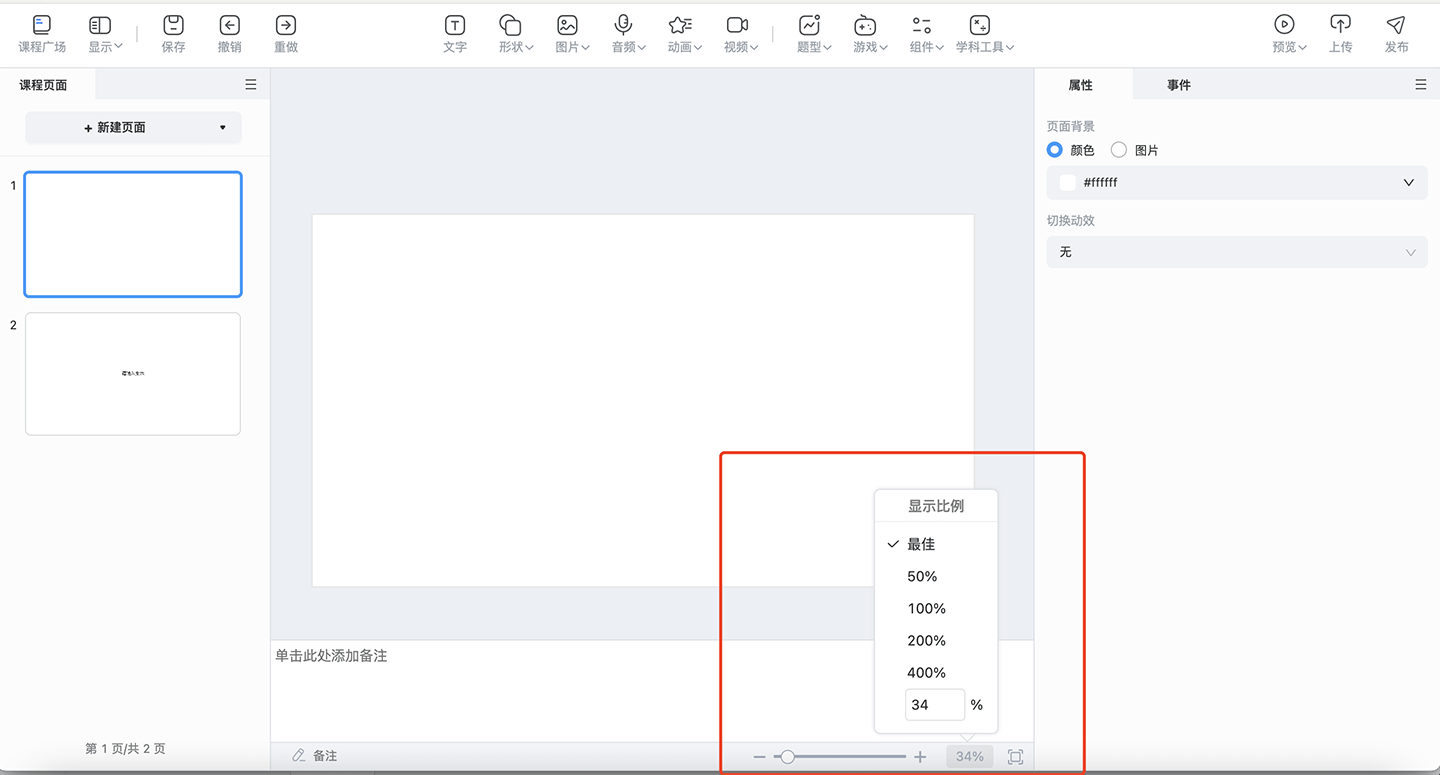 课程广场 显示 保存 撤销 重做 文字 形状 图片 音频 动画 视频 题型 游戏 组件 学科工具 预览 上传 发布
课程页面
+ 新建页面
1
2
第 1 页/共 2 页
单击此处添加备注
备注
显示比例
最佳
50%
100%
200%
400%
34 %
34%
属性 事件
页面背景
颜色 图片
#ffffff
切换动效
无